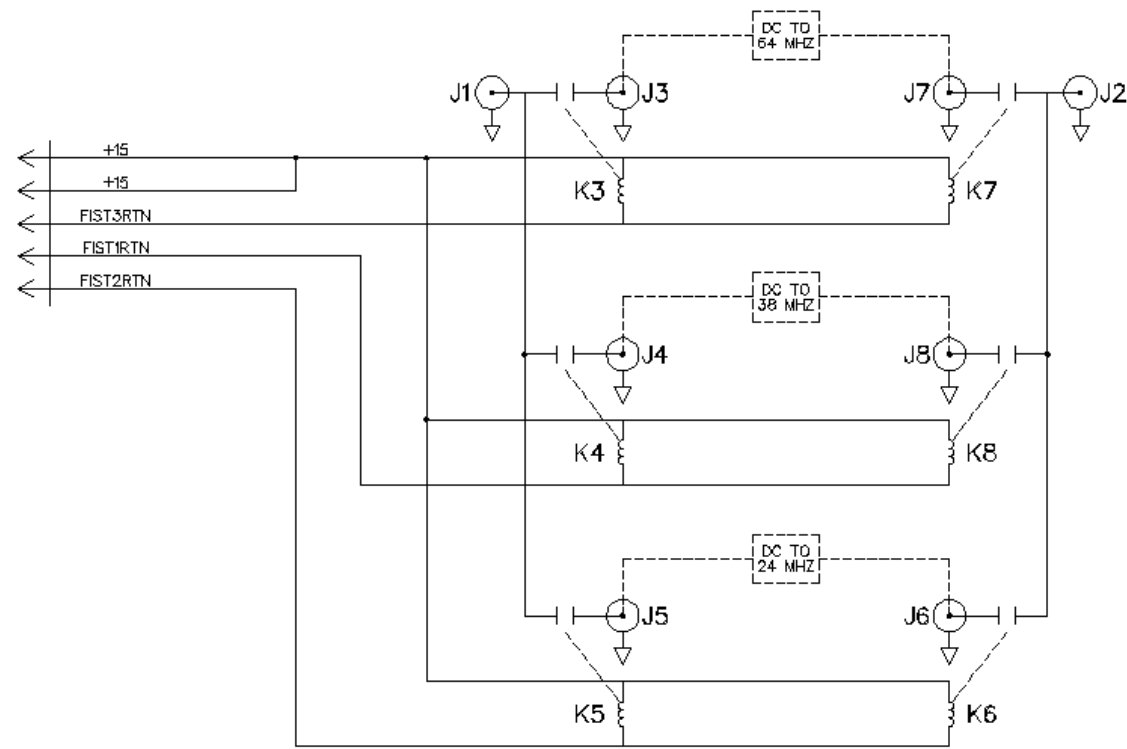 DC TO
64 MHZ
J1
J3
J7
J2
+15
+15
K3
K7
FIST3RTN
FIST1RTN
FIST2RTN
DC TO
38 MHZ
J4
J8
K4
K8
DC TO
24 MHZ
J5
J6
K5
K6